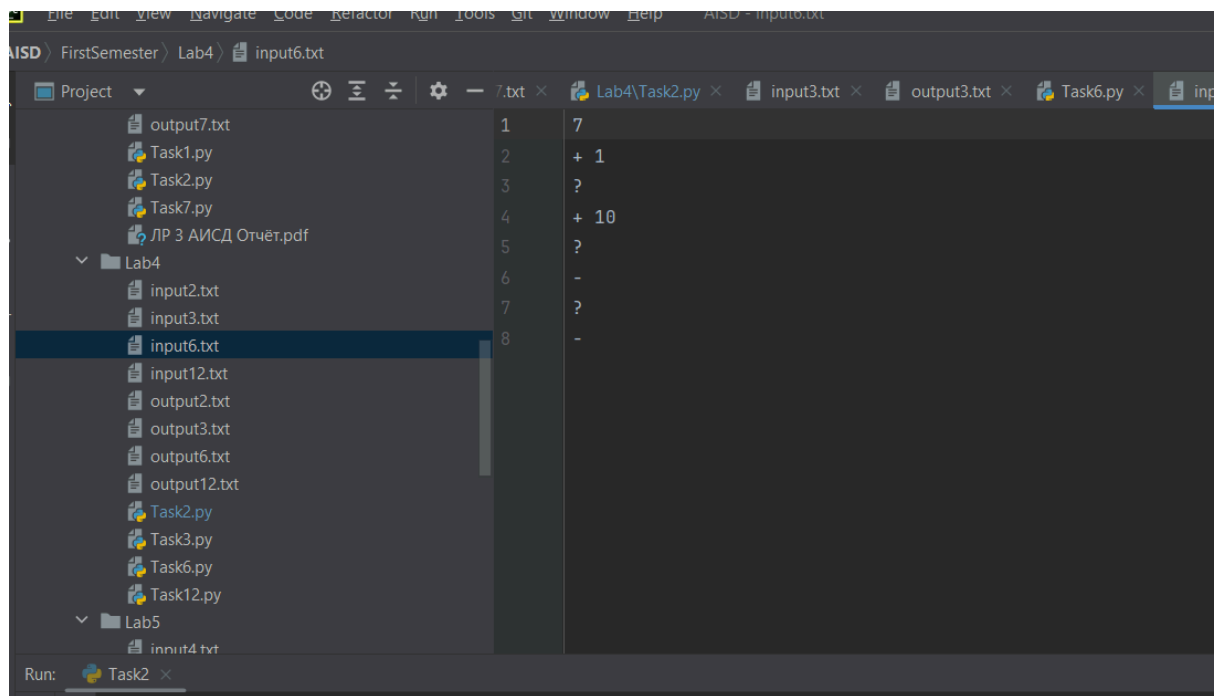 File Edit View Navigate Code Refactor Run Tools Git Window Help AISD - input6.txt
AISD 〉 FirstSemester 〉 Lab4 〉 input6.txt
Project 7.txt × Lab4\Task2.py × input3.txt × output3.txt × Task6.py × inp
output7.txt
Task1.py
Task2.py
Task7.py
ЛР 3 АИСД Отчёт.pdf
Lab4
input2.txt
input3.txt
input6.txt
input12.txt
output2.txt
output3.txt
output6.txt
output12.txt
Task2.py
Task3.py
Task6.py
Task12.py
Lab5
input4.txt
1 7
2 + 1
3 ?
4 + 10
5 ?
6 -
7 ?
8 -
Run: Task2 ×